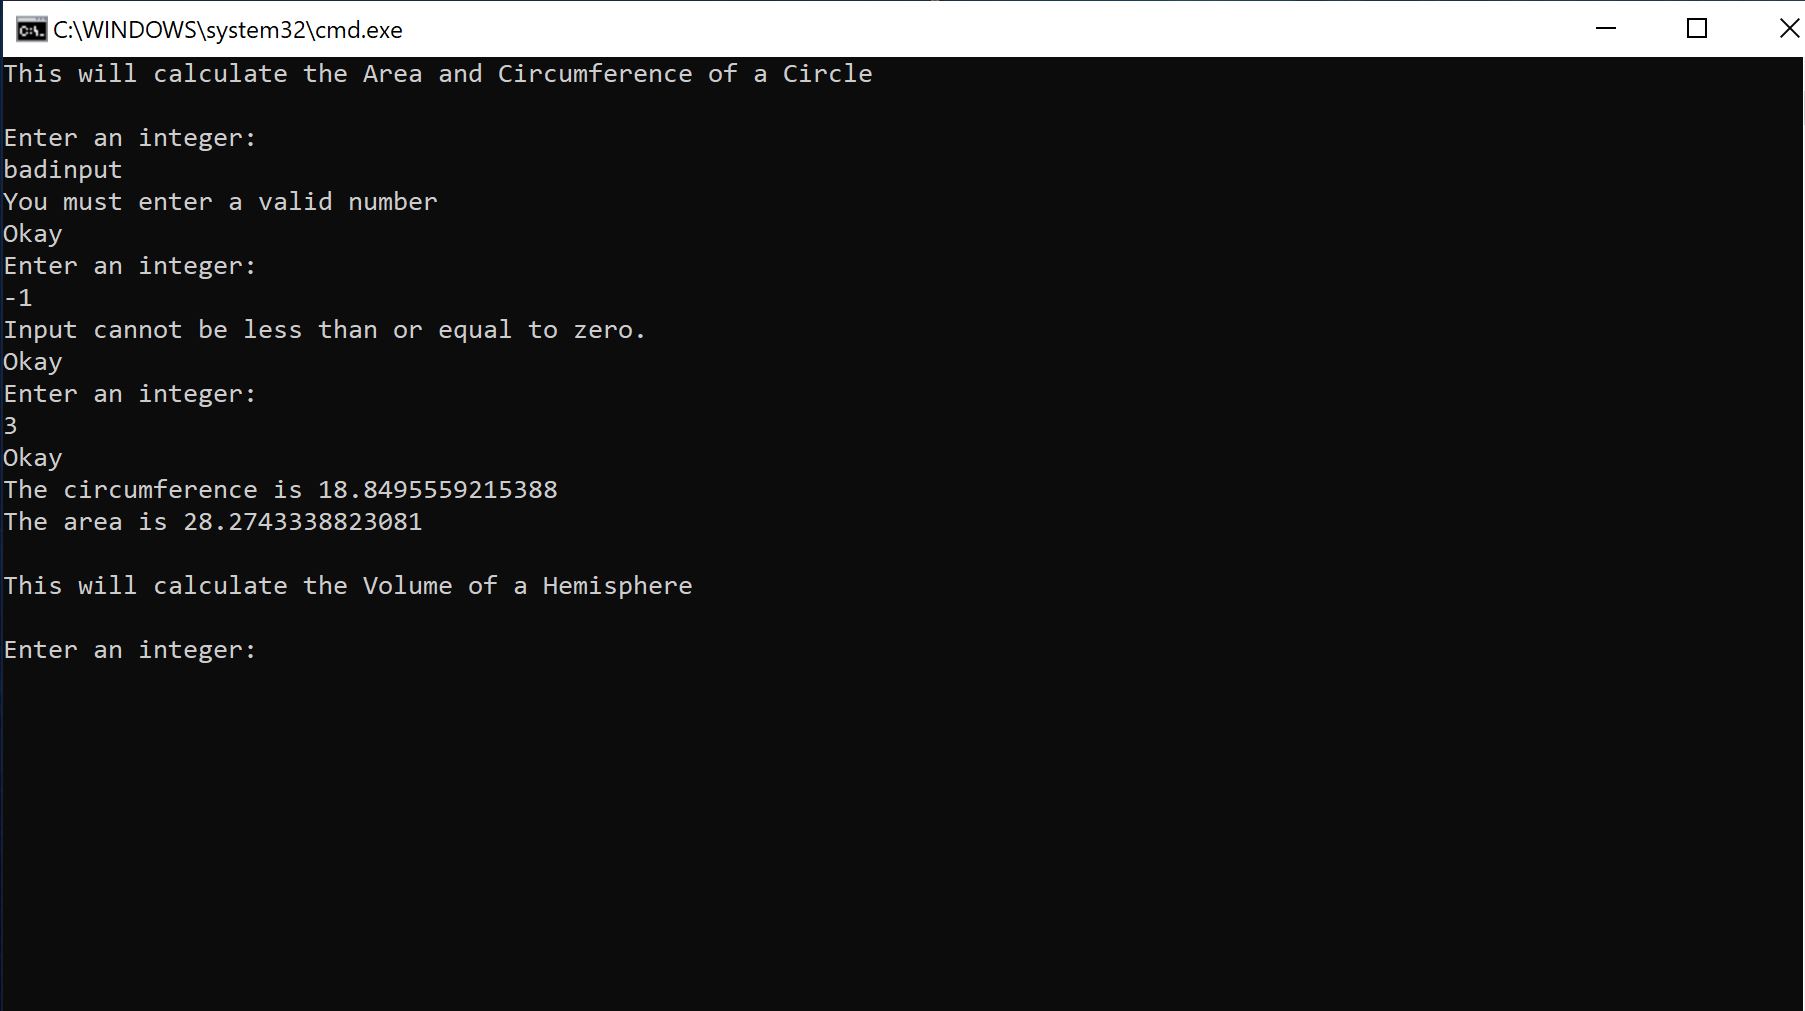 C:\WINDOWS\system32\cmd.exe
This will calculate the Area and Circumference of a Circle
Enter an integer:
badinput
You must enter a valid number
Okay
Enter an integer:
-1
Input cannot be less than or equal to zero.
Okay
Enter an integer:
3
Okay
The circumference is 18.8495559215388
The area is 28.2743338823081
This will calculate the Volume of a Hemisphere
Enter an integer: